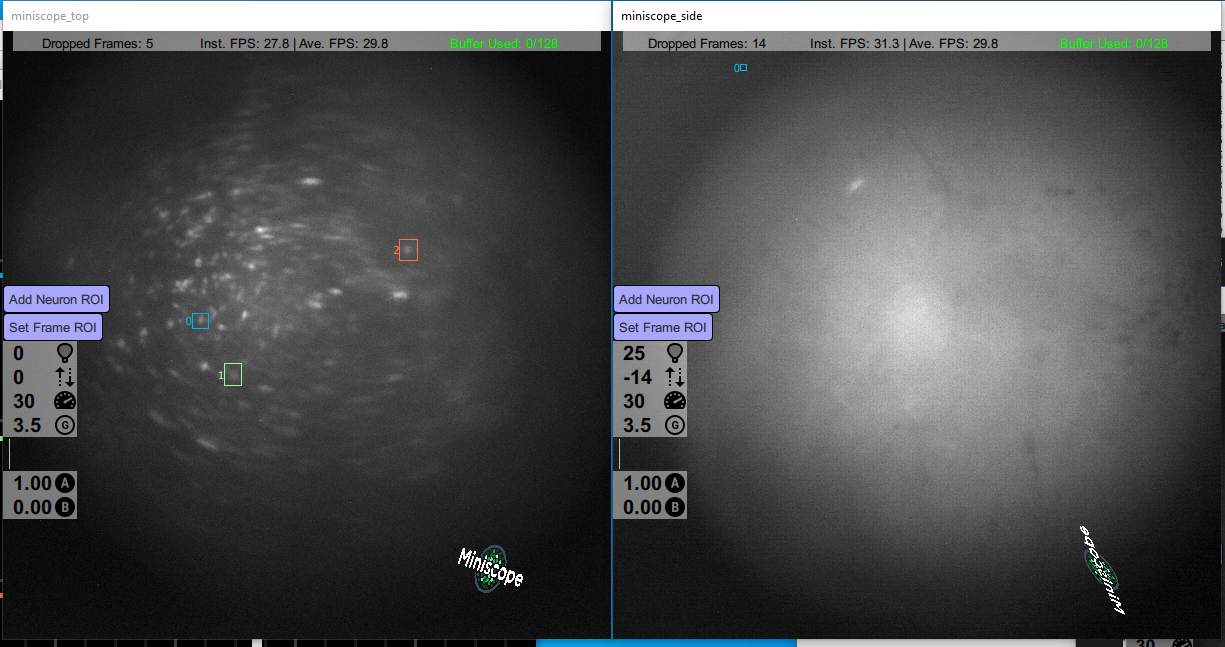 miniscope_top
Dropped Frames: 5 Inst. FPS: 27.8 | Ave. FPS: 29.8 Buffer Used: 0/128
2
Add Neuron ROI
Set Frame ROI
0
1
0
0
30
3.5 G
1.00 A
0.00 B
Miniscope
miniscope_side
Dropped Frames: 14 Inst. FPS: 31.3 | Ave. FPS: 29.8 Buffer Used: 0/128
0
Add Neuron ROI
Set Frame ROI
25
-14
30
3.5 G
1.00 A
0.00 B
Miniscope
30